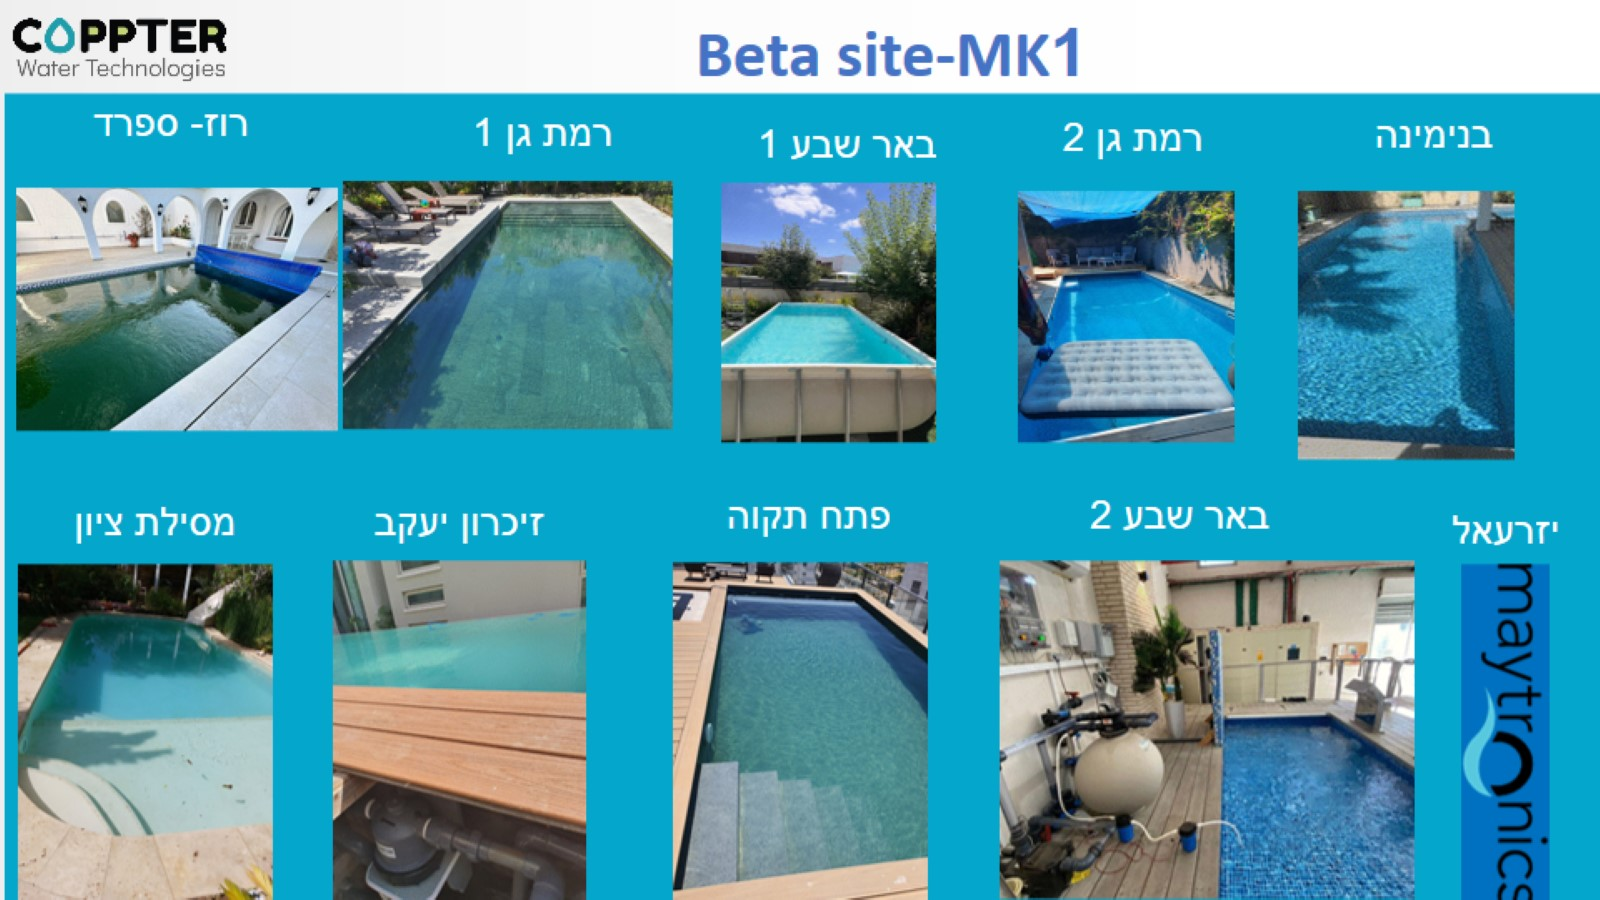 COPPTER
Water Technologies
Beta site-MK1
בנימינה
רמת גן 2
באר שבע 1
רמת גן 1
רוז- ספרד
יזרעאל
באר שבע 2
פתח תקוה
זיכרון יעקב
מסילת ציון
maytronics